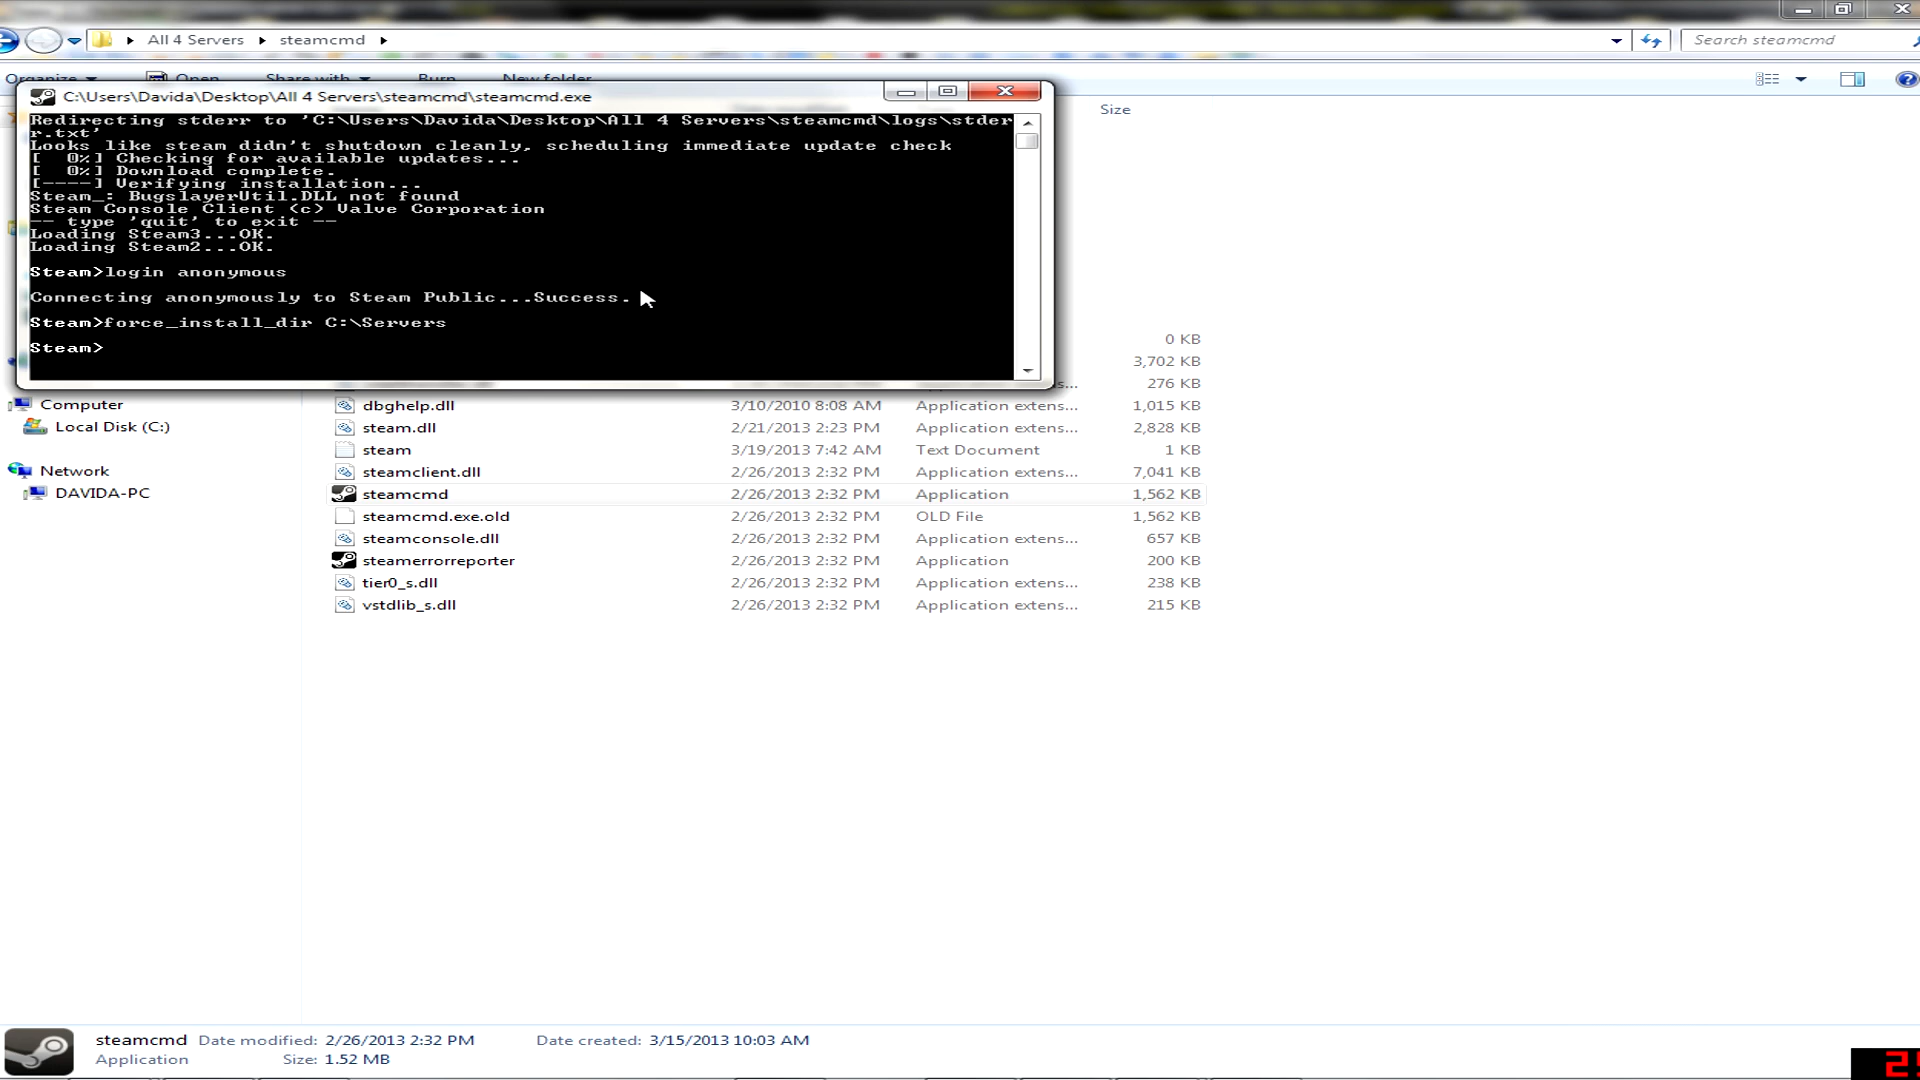 All 4 Servers steamcmd
Search steamcmd
Organize Open Share with Burn New folder
C:\Users\Davida\Desktop\All 4 Servers\steamcmd\steamcmd.exe
Size
Redirecting stderr to 'C:\Users\Davida\Desktop\All 4 Servers\steamcmd\logs\stder
r.txt'
Looks like steam didn't shutdown cleanly, scheduling immediate update check
[  0%] Checking for available updates...
[  0%] Download complete.
[----] Verifying installation...
Steam_: BugslayerUtil.DLL not found
Steam Console Client (c) Valve Corporation
-- type 'quit' to exit --
Loading Steam3...OK.
Loading Steam2...OK.
Steam>login anonymous
Connecting anonymously to Steam Public...Success.
Steam>force_install_dir C:\Servers
Steam>
0 KB
3,702 KB
s... 276 KB
Computer
Local Disk (C:)
Network
DAVIDA-PC
dbghelp.dll 3/10/2010 8:08 AM Application extens... 1,015 KB
steam.dll 2/21/2013 2:23 PM Application extens... 2,828 KB
steam 3/19/2013 7:42 AM Text Document 1 KB
steamclient.dll 2/26/2013 2:32 PM Application extens... 7,041 KB
steamcmd 2/26/2013 2:32 PM Application 1,562 KB
steamcmd.exe.old 2/26/2013 2:32 PM OLD File 1,562 KB
steamconsole.dll 2/26/2013 2:32 PM Application extens... 657 KB
steamerrorreporter 2/26/2013 2:32 PM Application 200 KB
tier0_s.dll 2/26/2013 2:32 PM Application extens... 238 KB
vstdlib_s.dll 2/26/2013 2:32 PM Application extens... 215 KB
steamcmd Date modified: 2/26/2013 2:32 PM Date created: 3/15/2013 10:03 AM
Application Size: 1.52 MB